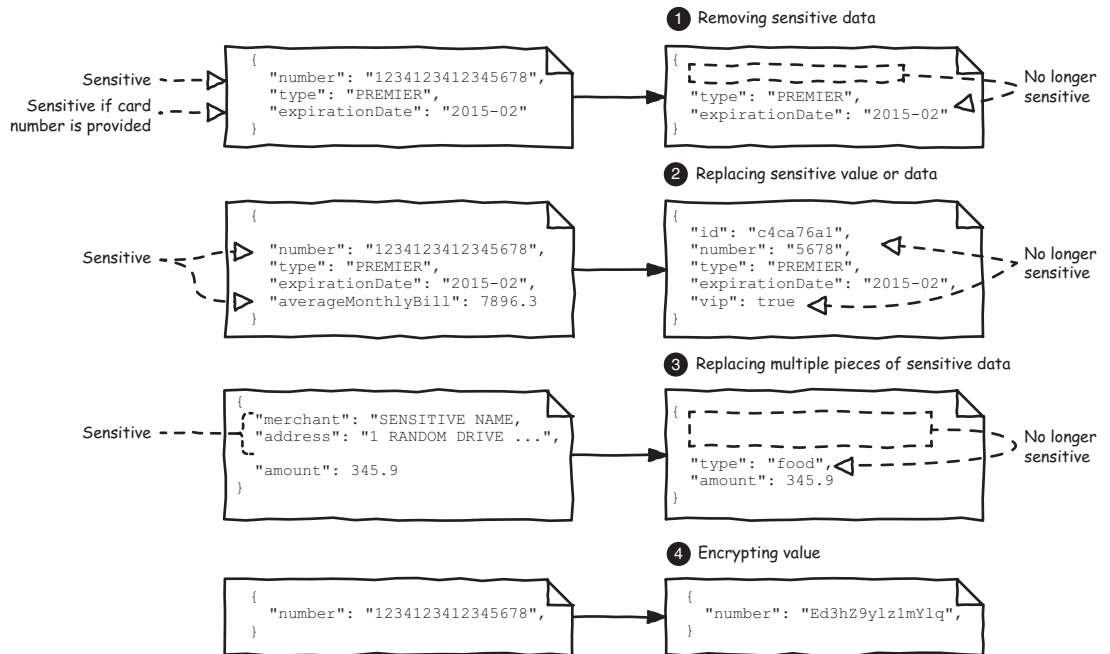 1 Removing sensitive data
Sensitive
Sensitive if card
number is provided
{
"number": "1234123412345678",
"type": "PREMIER",
"expirationDate": "2015-02"
}
{
"type": "PREMIER",
"expirationDate": "2015-02"
}
No longer
sensitive
2 Replacing sensitive value or data
Sensitive
{
"number": "1234123412345678",
"type": "PREMIER",
"expirationDate": "2015-02",
"averageMonthlyBill": 7896.3
}
{
"id": "c4ca76a1",
"number": "5678",
"type": "PREMIER",
"expirationDate": "2015-02",
"vip": true
}
No longer
sensitive
3 Replacing multiple pieces of sensitive data
Sensitive
{
"merchant": "SENSITIVE NAME,
"address": "1 RANDOM DRIVE ...",
"amount": 345.9
}
{
"type": "food",
"amount": 345.9
}
No longer
sensitive
4 Encrypting value
{
"number": "1234123412345678",
}
{
"number": "Ed3hZ9ylz1mYlq",
}